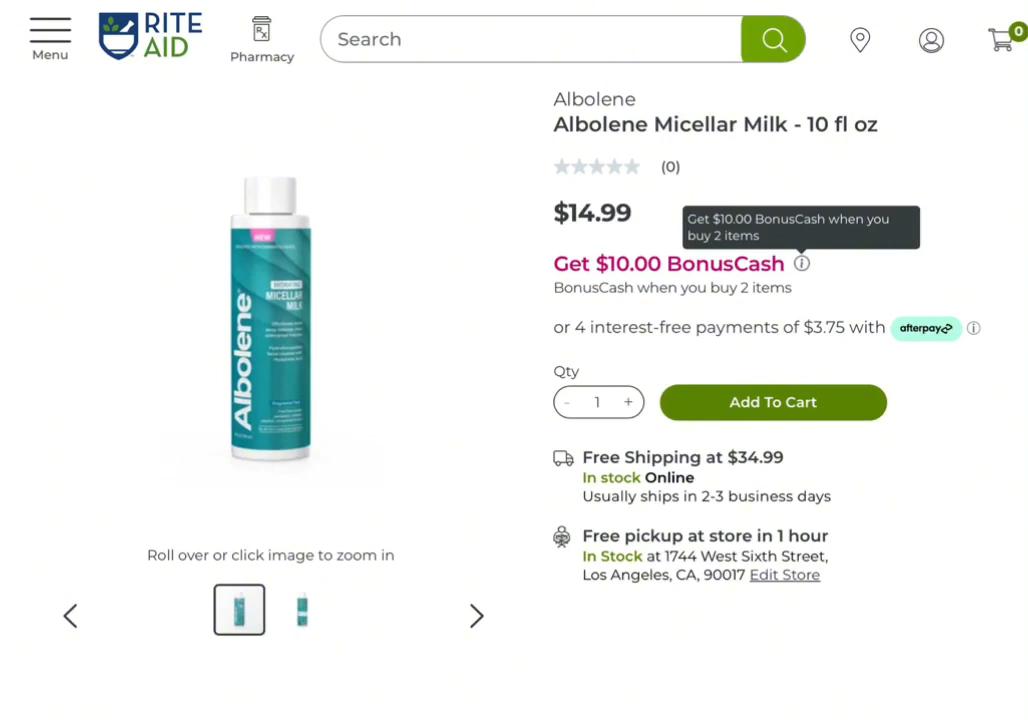 Menu
RITE
AID
Pharmacy
Search
0
Albolene
Albolene Micellar Milk - 10 fl oz
(0)
$14.99
Get $10.00 BonusCash when you
buy 2 items
Get $10.00 BonusCash
BonusCash when you buy 2 items
or 4 interest-free payments of $3.75 with afterpay
Qty
- 1 +
Add To Cart
Free Shipping at $34.99
In stock Online
Usually ships in 2-3 business days
Free pickup at store in 1 hour
In Stock at 1744 West Sixth Street,
Los Angeles, CA, 90017 Edit Store
NEW
HYDRATING
MICELLAR
MILK
Albolene
Roll over or click image to zoom in